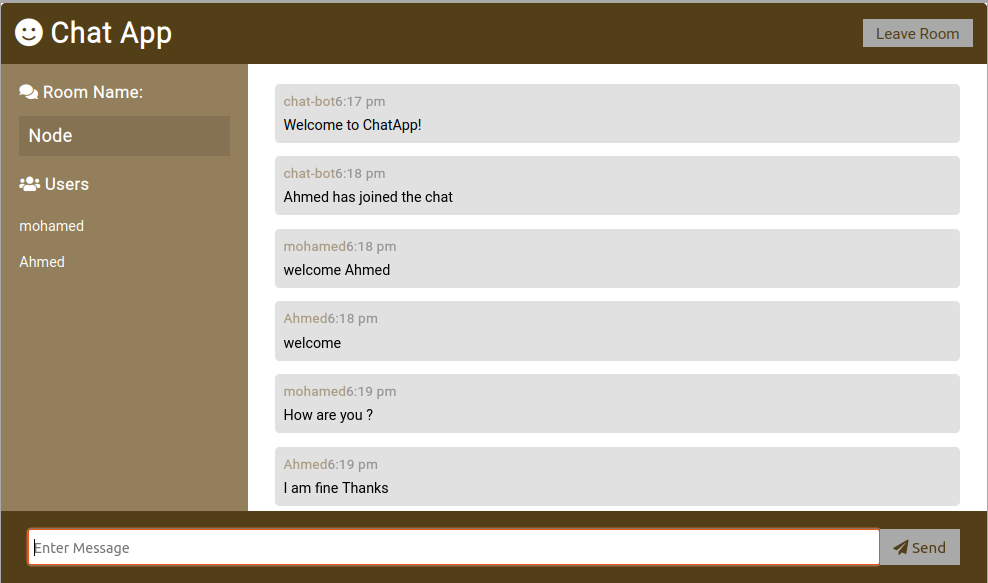 Chat App
Leave Room
Room Name:
Node
Users
mohamed
Ahmed
chat-bot6:17 pm
Welcome to ChatApp!
chat-bot6:18 pm
Ahmed has joined the chat
mohamed6:18 pm
welcome Ahmed
Ahmed6:18 pm
welcome
mohamed6:19 pm
How are you ?
Ahmed6:19 pm
I am fine Thanks
Enter Message
Send